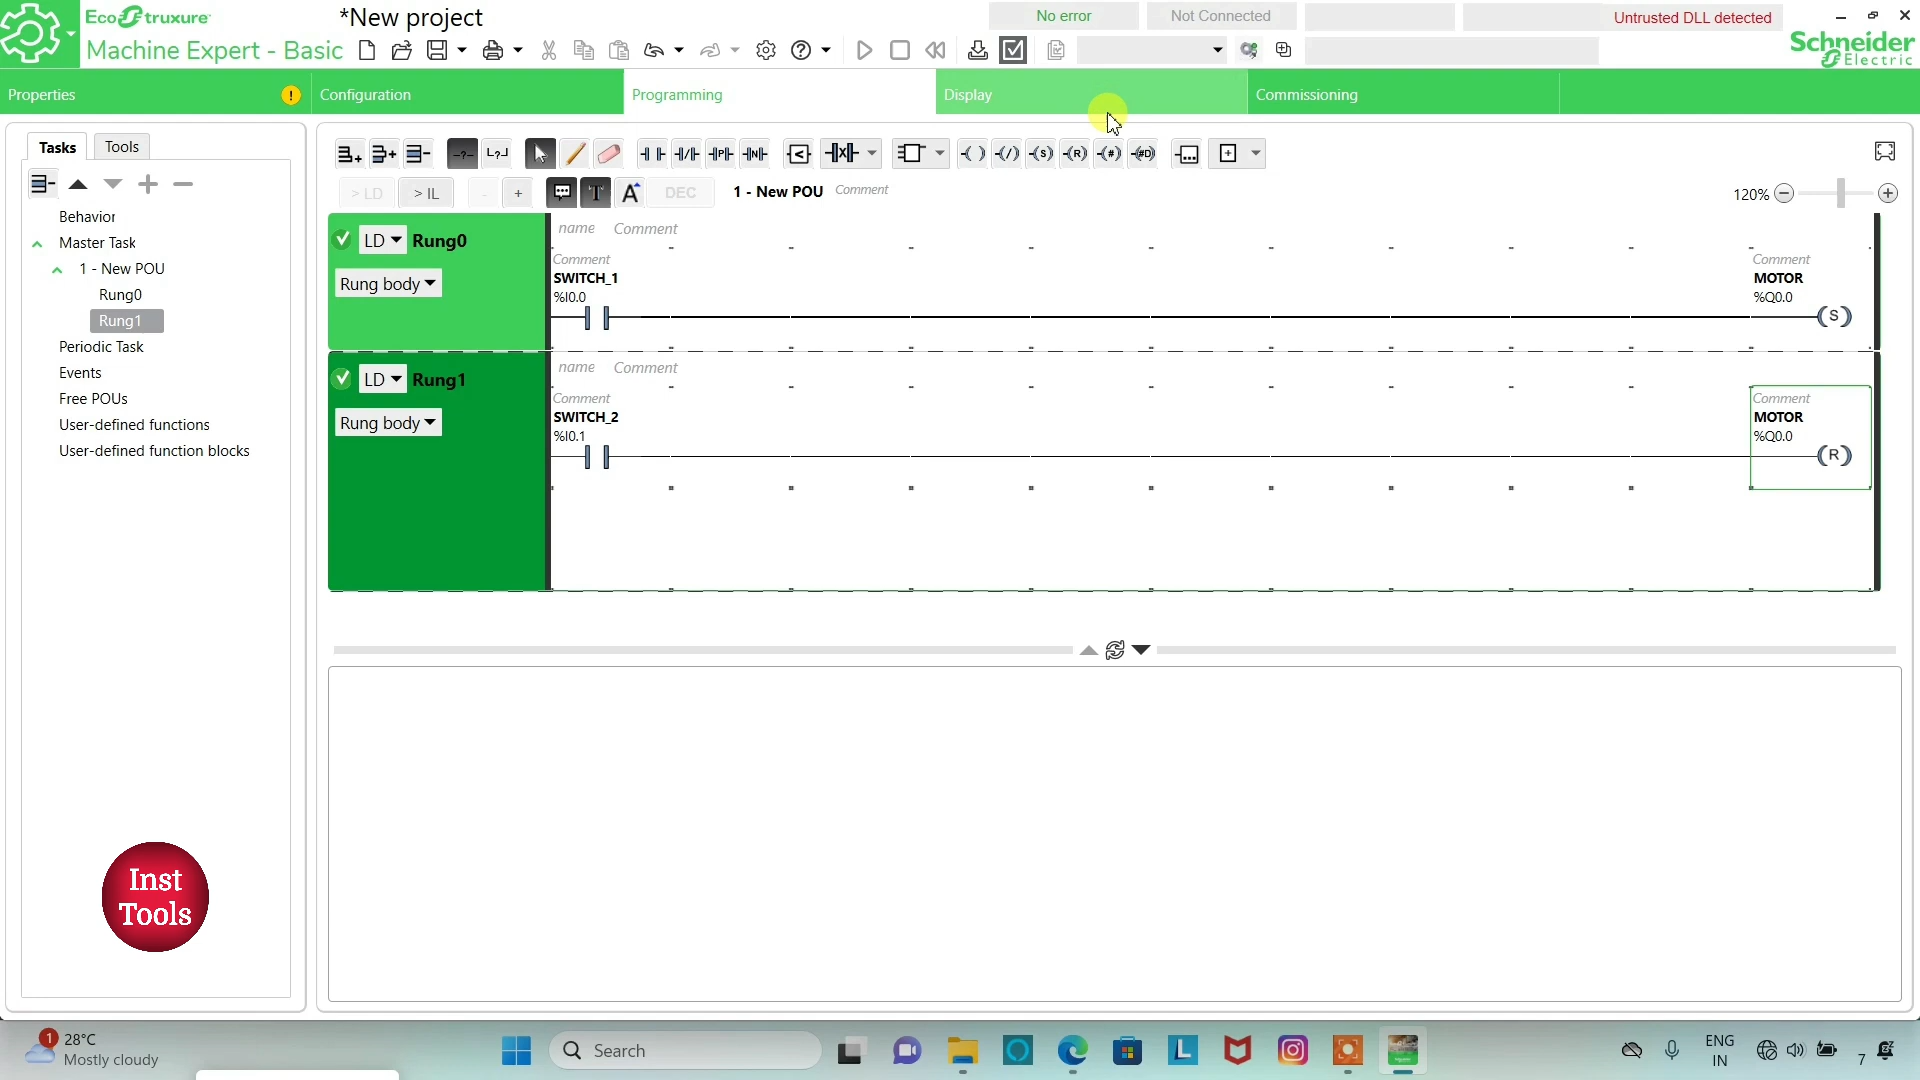 EcoStruxure
Machine Expert - Basic
*New project
No error
Not Connected
Untrusted DLL detected
Schneider
Electric
Properties
Configuration
Programming
Display
Commissioning
Tasks
Tools
Behavior
Master Task
1 - New POU
Rung0
Rung1
Periodic Task
Events
Free POUs
User-defined functions
User-defined function blocks
> LD
> IL
-
+
T
A
DEC
1 - New POU
Comment
120%
LD
Rung0
Rung body
name Comment
Comment
SWITCH_1
%I0.0
Comment
MOTOR
%Q0.0
S
LD
Rung1
Rung body
name Comment
Comment
SWITCH_2
%I0.1
Comment
MOTOR
%Q0.0
R
Inst
Tools
1
28°C
Mostly cloudy
Search
ENG
IN
7